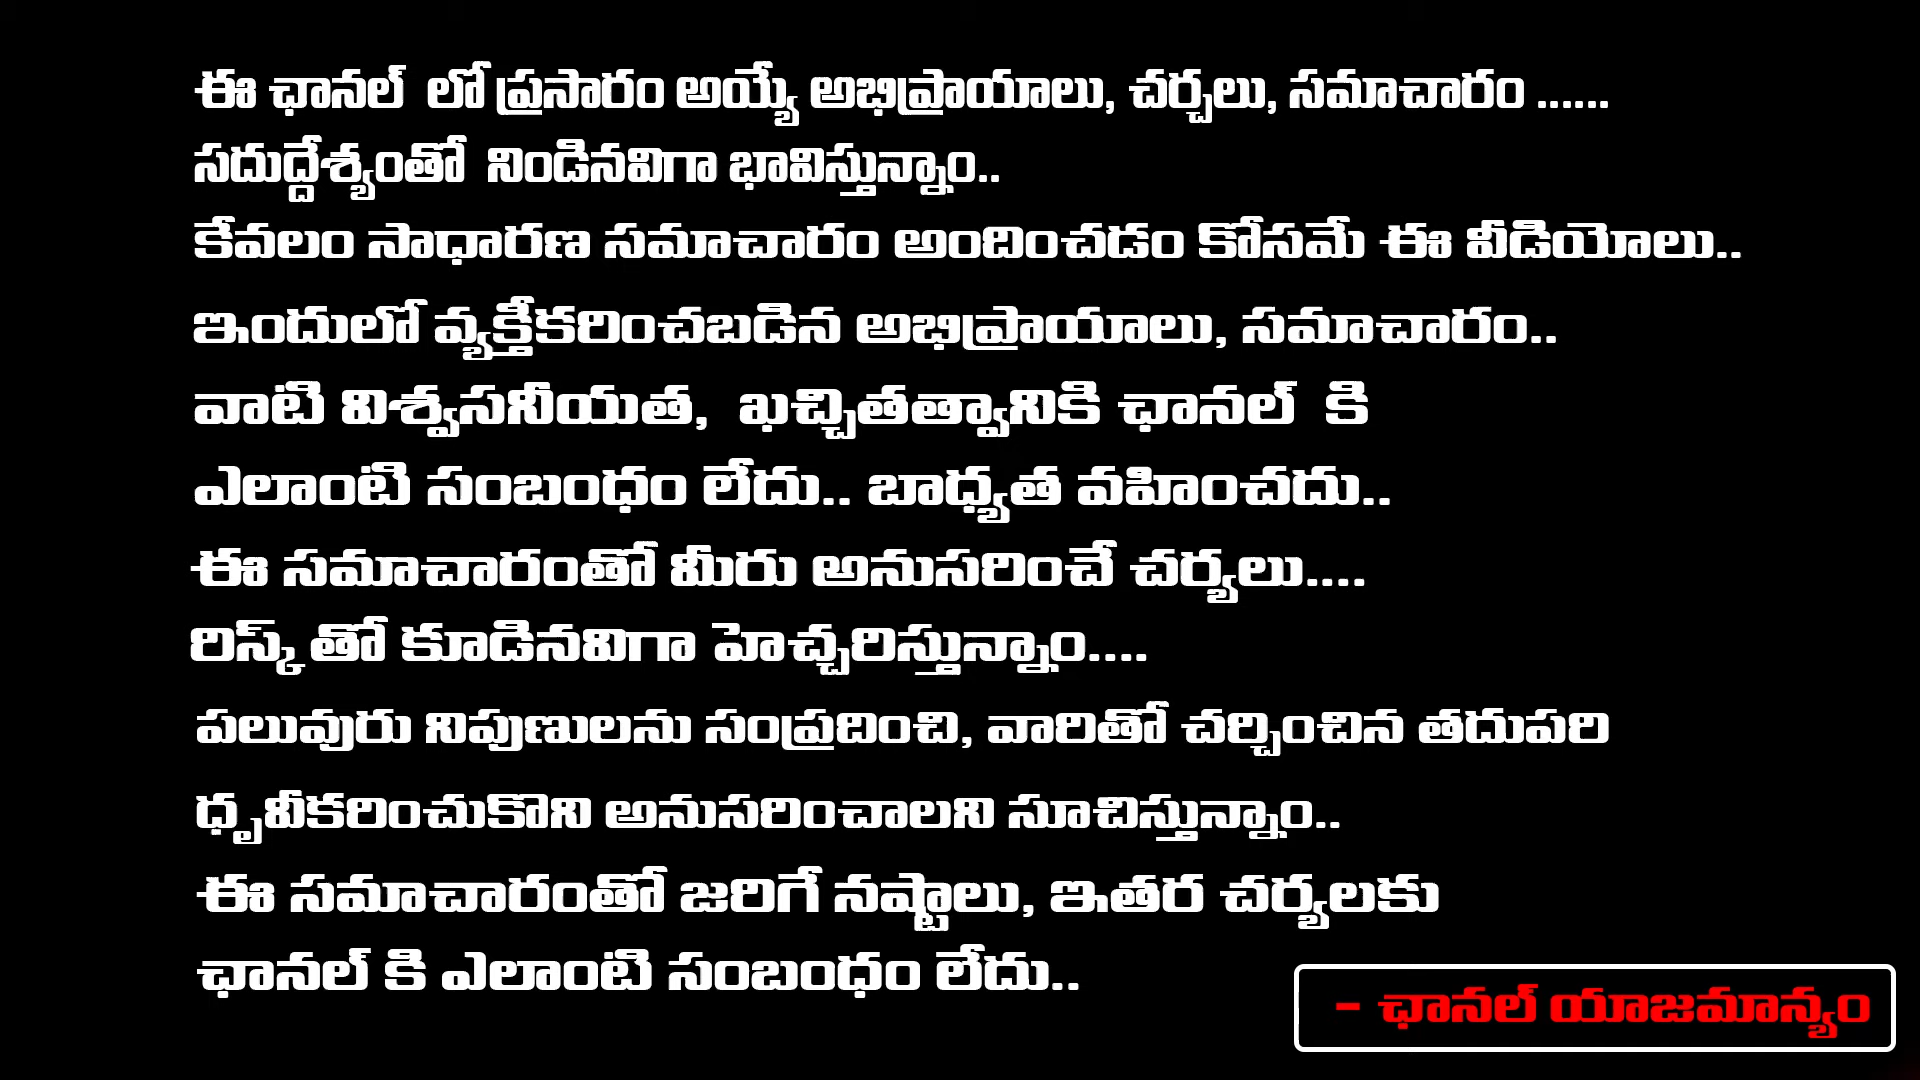 ఈ ఛానల్ లో ప్రసారం అయ్యే అభిప్రాయాలు, చర్చలు, సమాచారం ......
సదుద్దేశ్యంతో నిండినవిగా భావిస్తున్నాం..
కేవలం సాధారణ సమాచారం అందించడం కోసమే ఈ వీడియోలు..
ఇందులో వ్యక్తీకరించబడిన అభిప్రాయాలు, సమాచారం..
వాటి విశ్వసనీయత, ఖచ్చితత్వానికి ఛానల్ కి
ఎలాంటి సంబంధం లేదు.. బాధ్యత వహించదు..
ఈ సమాచారంతో మీరు అనుసరించే చర్యలు....
రిస్క్ తో కూడినవిగా హెచ్చరిస్తున్నాం....
పలువురు నిపుణులను సంప్రదించి, వారితో చర్చించిన తదుపరి
ధృవీకరించుకొని అనుసరించాలని సూచిస్తున్నాం..
ఈ సమాచారంతో జరిగే నష్టాలు, ఇతర చర్యలకు
ఛానల్ కి ఎలాంటి సంబంధం లేదు..
- ఛానల్ యాజమాన్యం